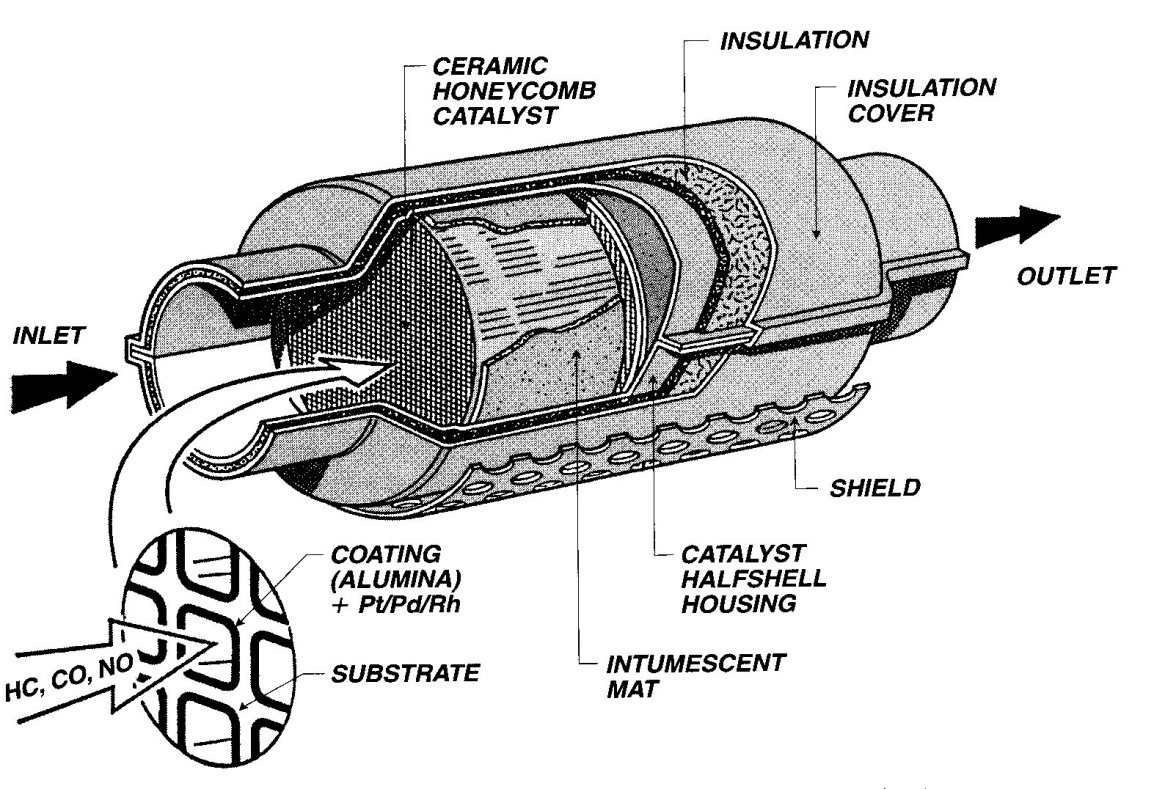 INSULATION
CERAMIC
HONEYCOMB
CATALYST
INSULATION
COVER
OUTLET
INLET
SHIELD
COATING
(ALUMINA)
+ Pt/Pd/Rh
CATALYST
HALFSHELL
HOUSING
INTUMESCENT
MAT
SUBSTRATE
HC, CO, NO